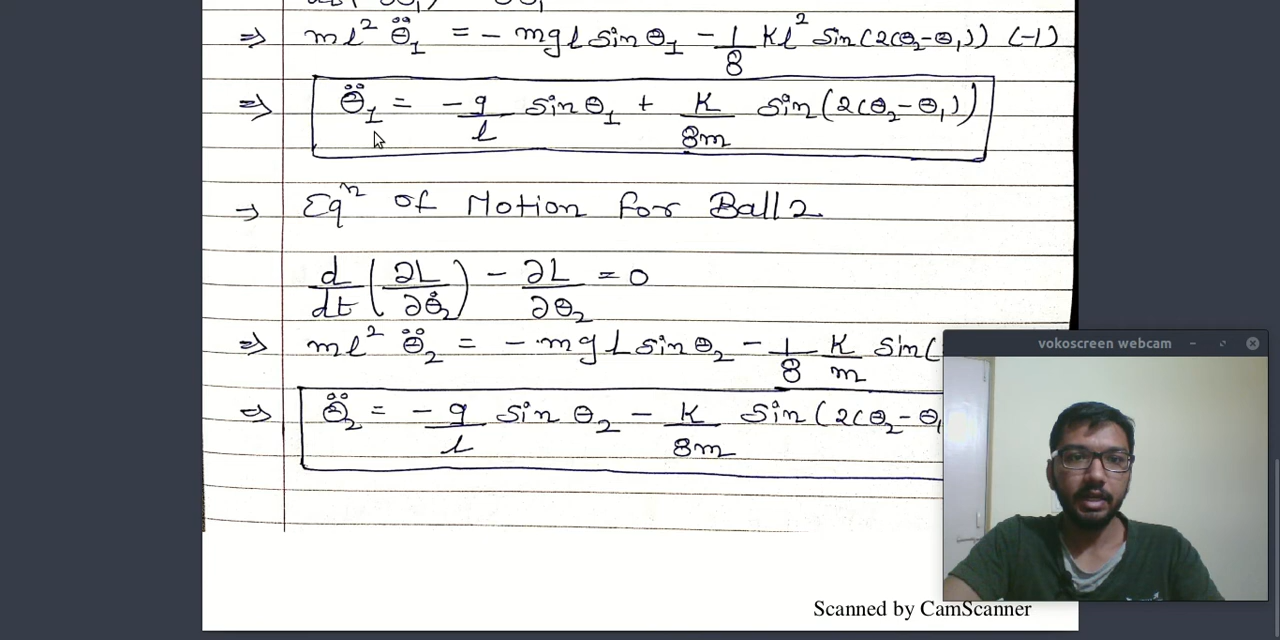 ⇒ ml² θ̈₁ = - mgl sin θ₁ - 1/8 Kl² sin(2(θ₂-θ₁)) (-1)
⇒ θ̈₁ = -g/l sin θ₁ + K/8m sin(2(θ₂-θ₁))
→ Eqⁿ of Motion for Ball 2
d/dt (∂L/∂θ̇₂) - ∂L/∂θ₂ = 0
⇒ ml² θ̈₂ = - mgl sin θ₂ - 1/8 K/m sin(
vokoscreen webcam
⇒ θ̈₂ = -g/l sin θ₂ - K/8m sin(2(θ₂-θ₁
Scanned by CamScanner